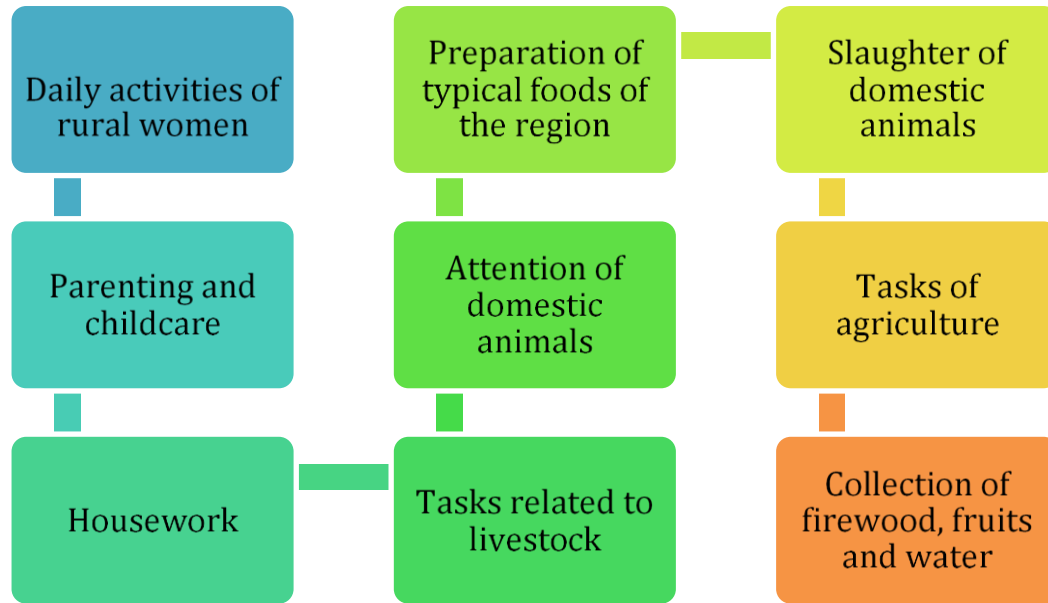 Daily activities of
rural women
Parenting and
childcare
Housework
Tasks related to
livestock
Attention of
domestic
animals
Preparation of
typical foods of
the region
Slaughter of
domestic
animals
Tasks of
agriculture
Collection of
firewood, fruits
and water